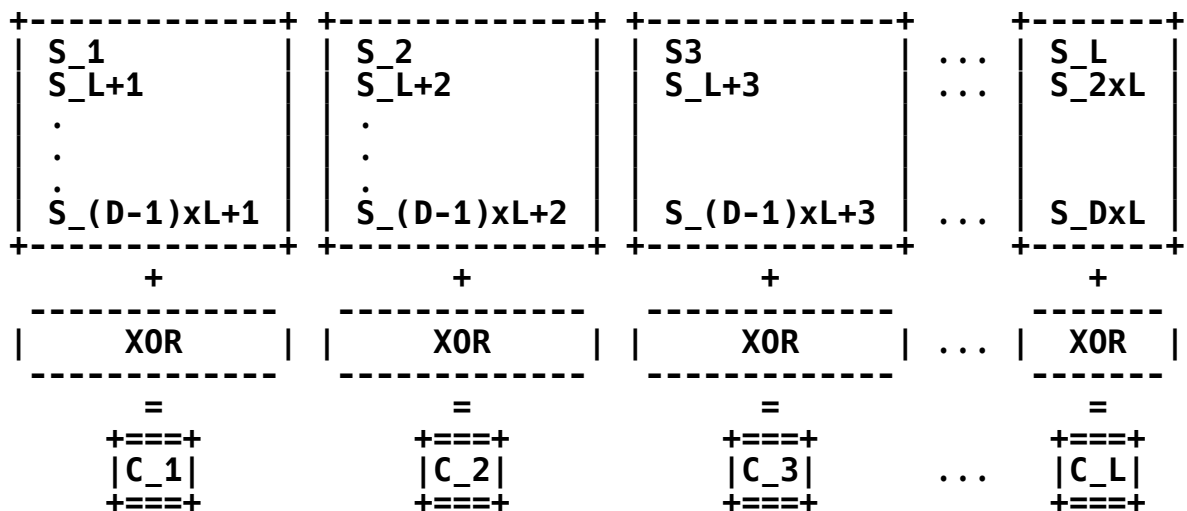 +-------------+ +-------------+ +-------------+     +-------+
| S_1         | | S_2         | | S3          | ... | S_L   |
| S_L+1       | | S_L+2       | | S_L+3       | ... | S_2xL |
| .           | | .           | |             |     |       |
| .           | | .           | |             |     |       |
| .           | | .           | |             |     |       |
| S_(D-1)xL+1 | | S_(D-1)xL+2 | | S_(D-1)xL+3 | ... | S_DxL |
+-------------+ +-------------+ +-------------+     +-------+
       +               +               +                +
 -------------   -------------   -------------       -------
|     XOR     | |     XOR     | |     XOR     | ... |  XOR  |
 -------------   -------------   -------------       -------
       =               =               =                =
     +===+           +===+           +===+            +===+
     |C_1|           |C_2|           |C_3|      ...   |C_L|
     +===+           +===+           +===+            +===+